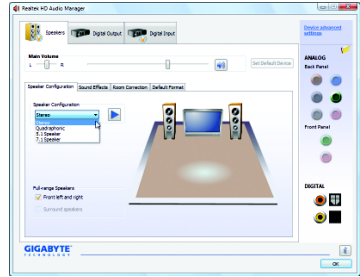 Realtek HD Audio Manager
Speakers
Digital Output
Digital Input
Device advanced settings
Main Volume
L
R
Set Default Device
ANALOG
Back Panel
Speaker Configuration
Sound Effects
Room Correction
Default Format
Speaker Configuration
Stereo
Stereo
Quadraphonic
5.1 Speaker
7.1 Speaker
Front Panel
Full-range Speakers
Front left and right
Surround speakers
DIGITAL
GIGABYTE
TECHNOLOGY
OK